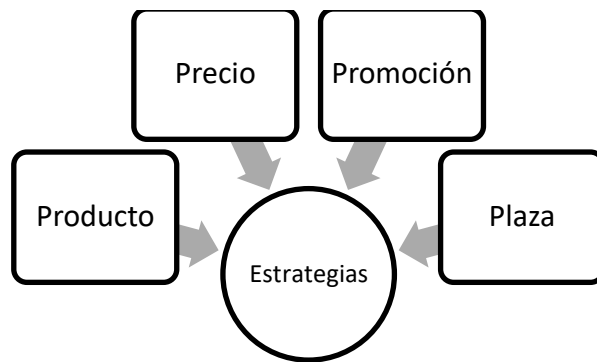 Precio
Promoción
Producto
Plaza
Estrategias